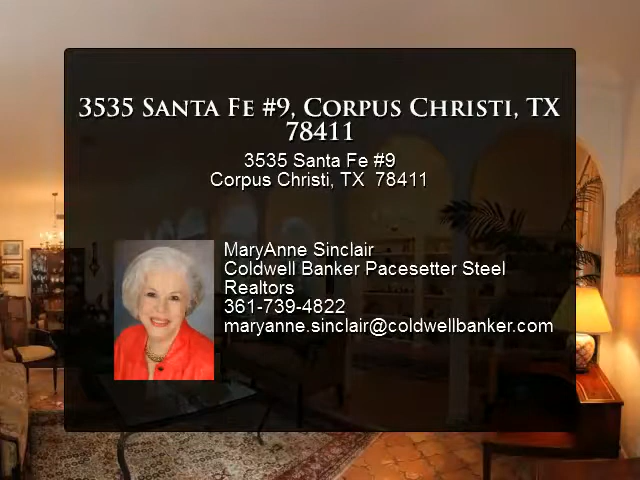 3535 Santa Fe #9, Corpus Christi, TX
78411
3535 Santa Fe #9
Corpus Christi, TX  78411
MaryAnne Sinclair
Coldwell Banker Pacesetter Steel
Realtors
361-739-4822
maryanne.sinclair@coldwellbanker.com